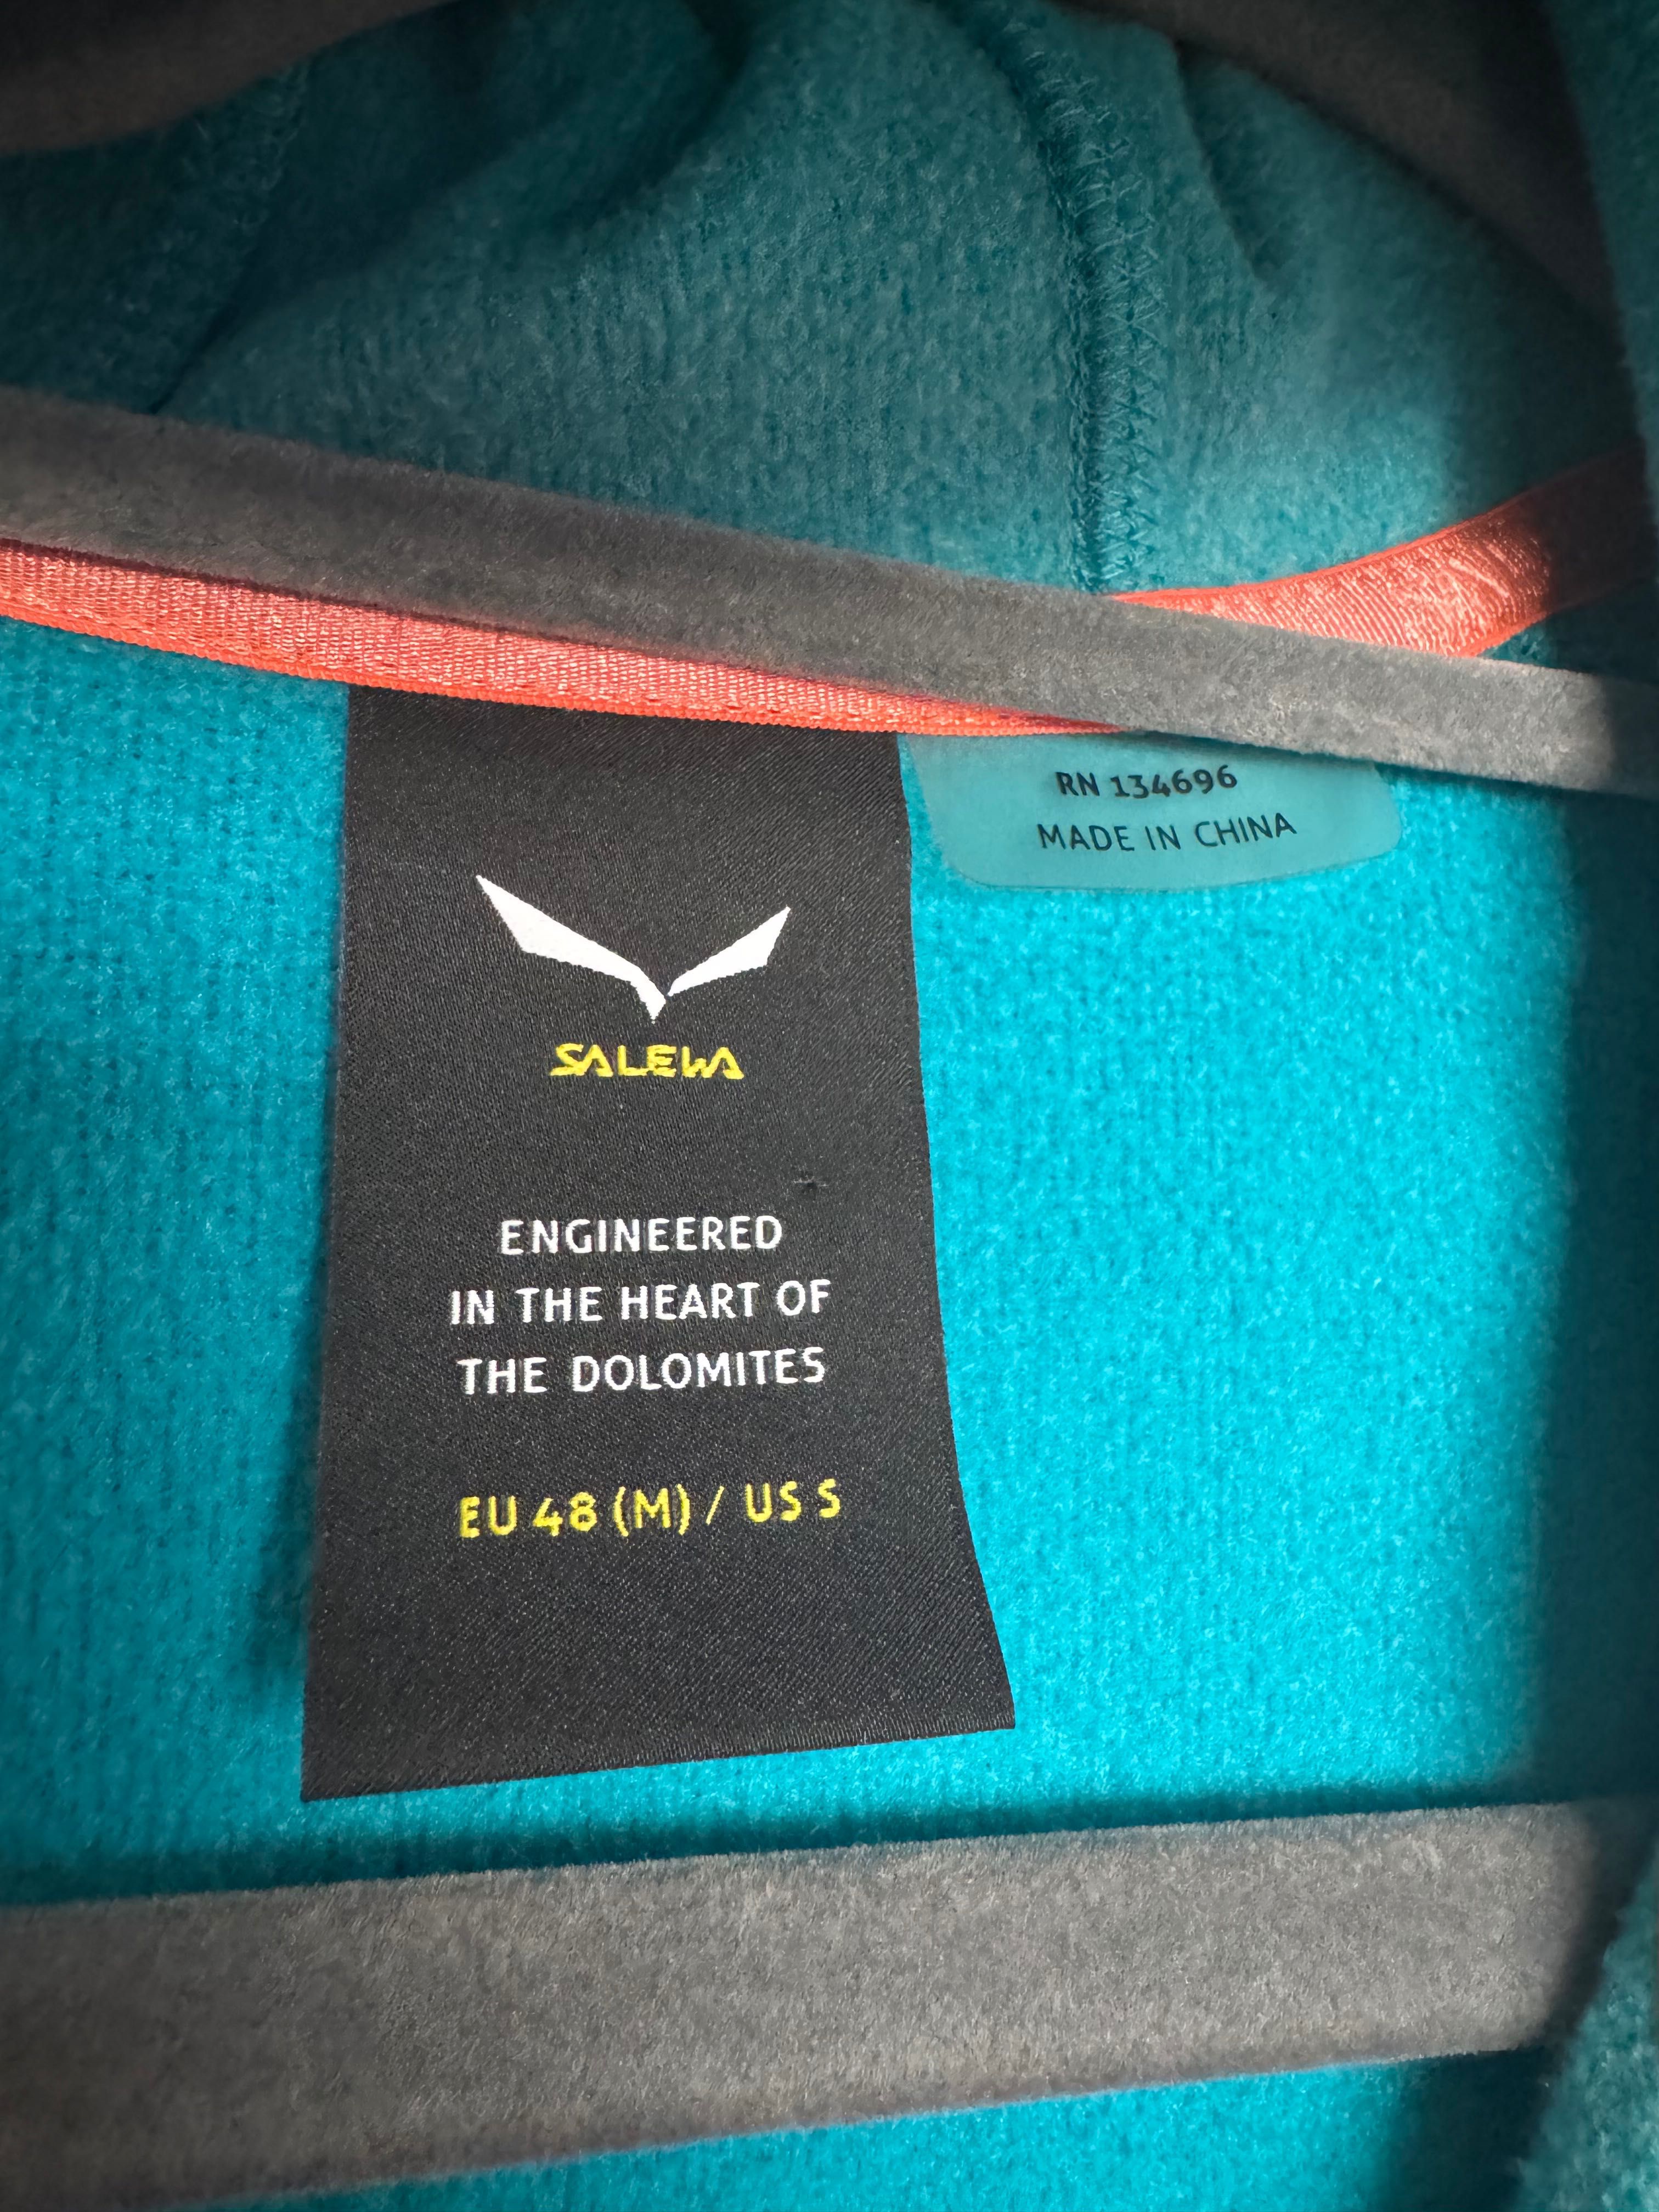 RN 134696
MADE IN CHINA
SALEWA
ENGINEERED
IN THE HEART OF
THE DOLOMITES
EU 48 (M) / US S